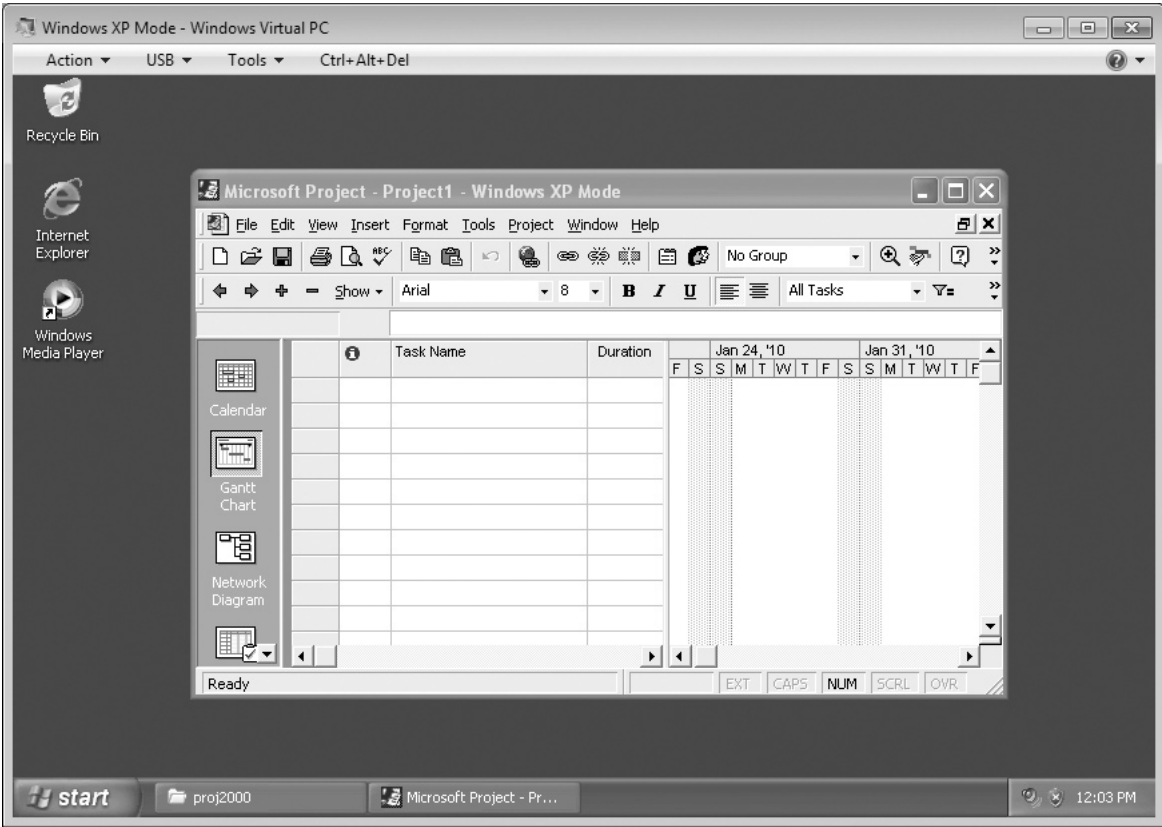 Windows XP Mode - Windows Virtual PC
Action USB Tools Ctrl+Alt+Del
Recycle Bin
Internet
Explorer
Windows
Media Player
Microsoft Project - Project1 - Windows XP Mode
File Edit View Insert Format Tools Project Window Help
No Group
Show Arial 8 B I U All Tasks
Task Name Duration Jan 24, '10 Jan 31, '10
F S S M T W T F S S M T W T F
Calendar
Gantt
Chart
Network
Diagram
Ready EXT CAPS NUM SCRL OVR
start proj2000 Microsoft Project - Pr... 12:03 PM